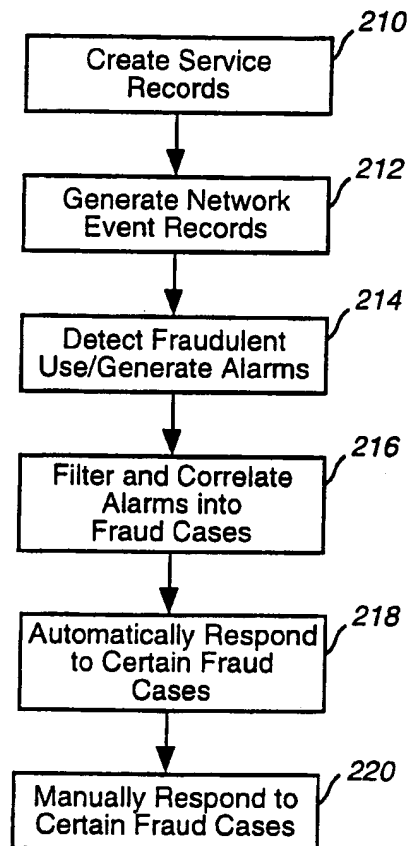 210
Create Service
Records
212
Generate Network
Event Records
214
Detect Fraudulent
Use/Generate Alarms
216
Filter and Correlate
Alarms into
Fraud Cases
218
Automatically Respond
to Certain Fraud
Cases
220
Manually Respond to
Certain Fraud Cases